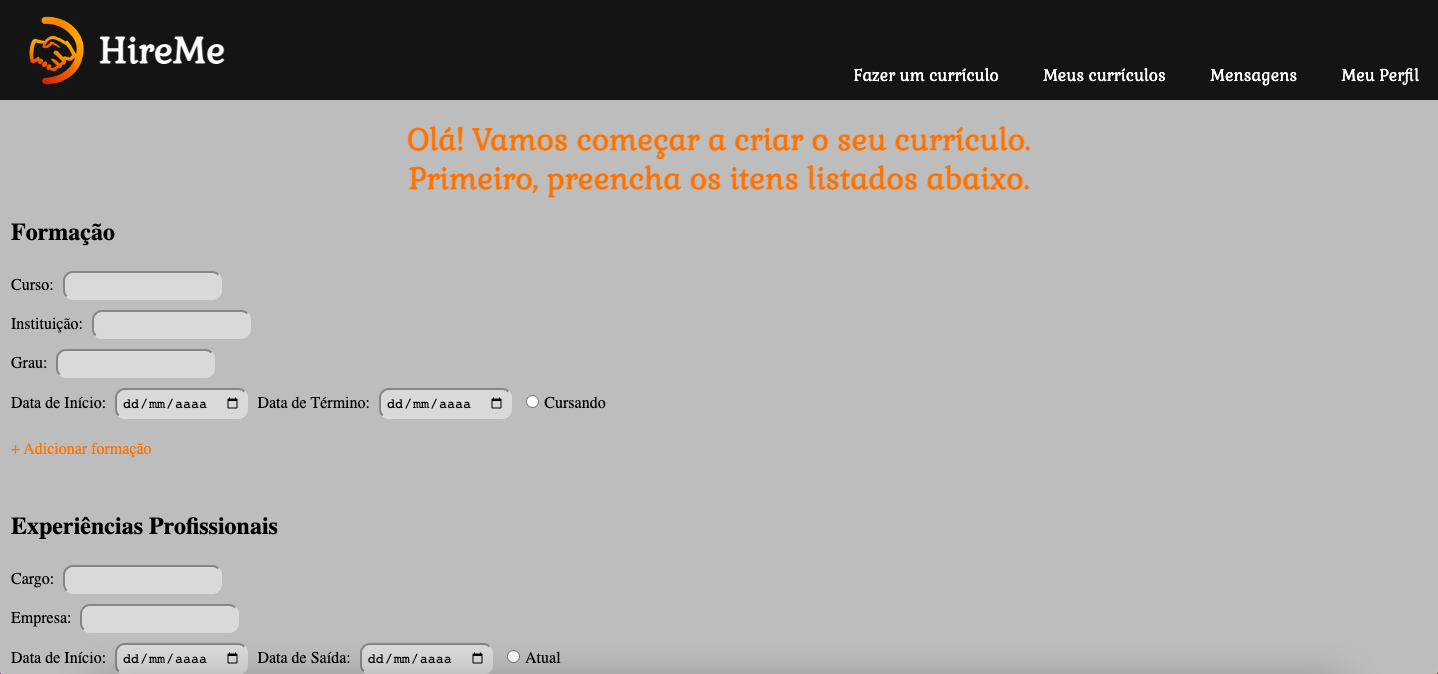 HireMe
Fazer um currículo Meus currículos Mensagens Meu Perfil
Olá! Vamos começar a criar o seu currículo.
Primeiro, preencha os itens listados abaixo.
Formação
Curso:
Instituição:
Grau:
Data de Início: dd/mm/aaaa Data de Término: dd/mm/aaaa Cursando
+ Adicionar formação
Experiências Profissionais
Cargo:
Empresa:
Data de Início: dd/mm/aaaa Data de Saída: dd/mm/aaaa Atual